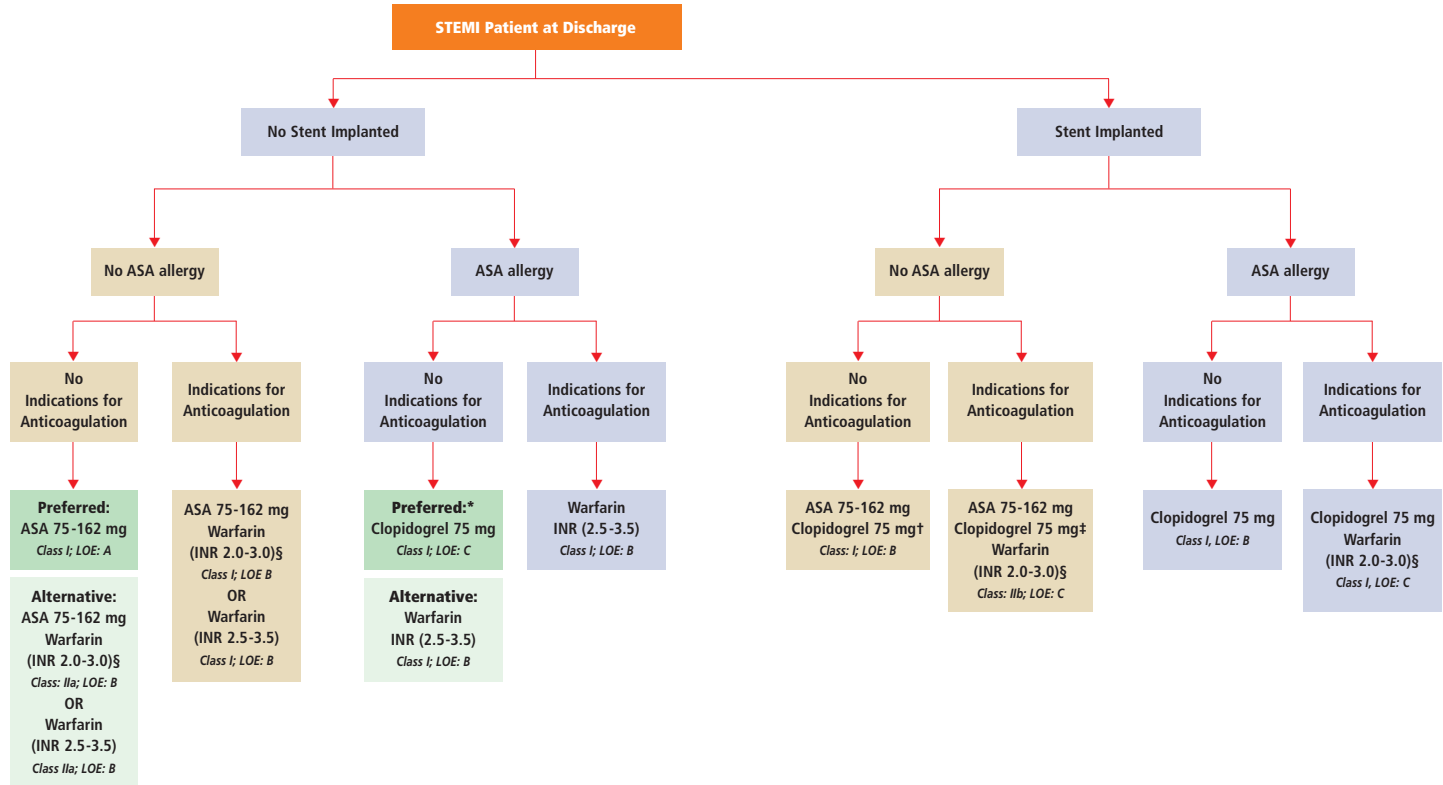 STEMI Patient at Discharge
No Stent Implanted
Stent Implanted
No ASA allergy
ASA allergy
No ASA allergy
ASA allergy
No
Indications for
Anticoagulation
Indications for
Anticoagulation
No
Indications for
Anticoagulation
Indications for
Anticoagulation
No
Indications for
Anticoagulation
Indications for
Anticoagulation
No
Indications for
Anticoagulation
Indications for
Anticoagulation
Preferred:
ASA 75-162 mg
Class I; LOE: A
Alternative:
ASA 75-162 mg
Warfarin
(INR 2.0-3.0)§
Class: IIa; LOE: B
OR
Warfarin
(INR 2.5-3.5)
Class IIa; LOE: B
ASA 75-162 mg
Warfarin
(INR 2.0-3.0)§
Class I; LOE B
OR
Warfarin
(INR 2.5-3.5)
Class I; LOE: B
Preferred:*
Clopidogrel 75 mg
Class I; LOE: C
Alternative:
Warfarin
INR (2.5-3.5)
Class I; LOE: B
Warfarin
INR (2.5-3.5)
Class I; LOE: B
ASA 75-162 mg
Clopidogrel 75 mg†
Class: I; LOE: B
ASA 75-162 mg
Clopidogrel 75 mg‡
Warfarin
(INR 2.0-3.0)§
Class: IIb; LOE: C
Clopidogrel 75 mg
Class I, LOE: B
Clopidogrel 75 mg
Warfarin
(INR 2.0-3.0)§
Class I, LOE: C